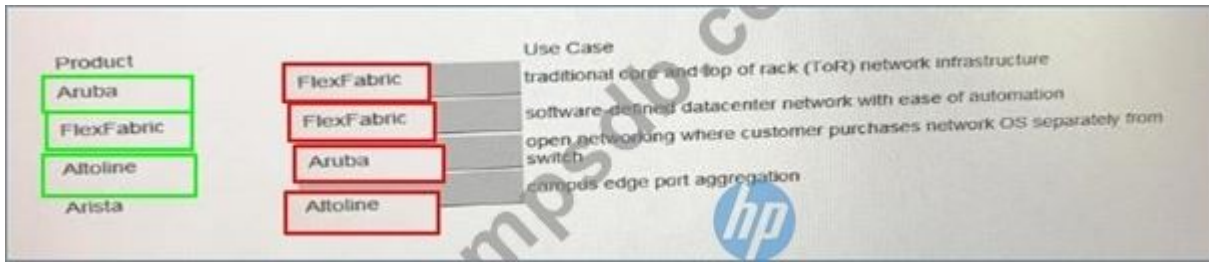 Product
Aruba
FlexFabric
Altoline
Arista
FlexFabric
FlexFabric
Aruba
Altoline
Use Case
traditional core and top of rack (ToR) network infrastructure
software-defined datacenter network with ease of automation
open networking where customer purchases network OS separately from
switch
campus edge port aggregation
mpsdb.co
hp